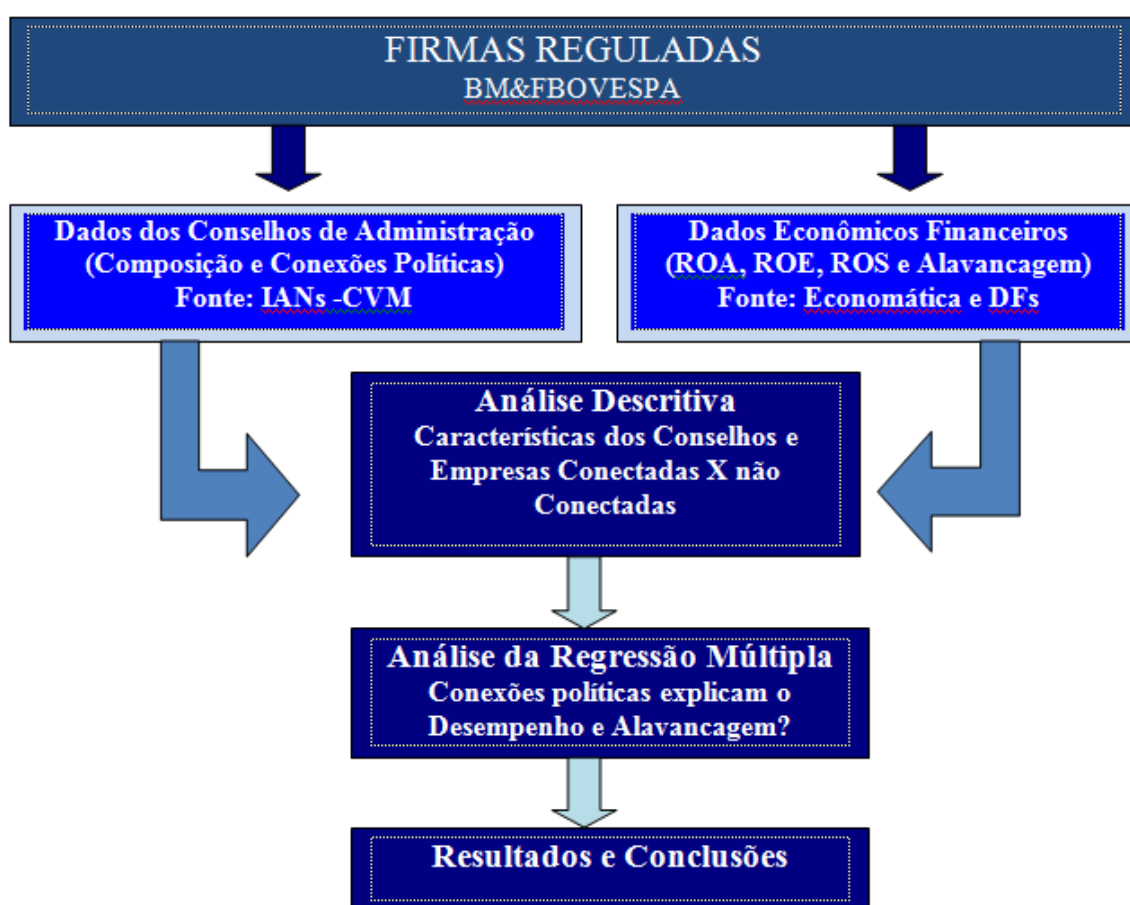 FIRMAS REGULADAS
BM&FBOVESPA
Dados dos Conselhos de Administração
(Composição e Conexões Políticas)
Fonte: IANs -CVM
Dados Econômicos Financeiros
(ROA, ROE, ROS e Alavancagem)
Fonte: Economática e DFs
Análise Descritiva
Características dos Conselhos e
Empresas Conectadas X não
Conectadas
Análise da Regressão Múltipla
Conexões políticas explicam o
Desempenho e Alavancagem?
Resultados e Conclusões